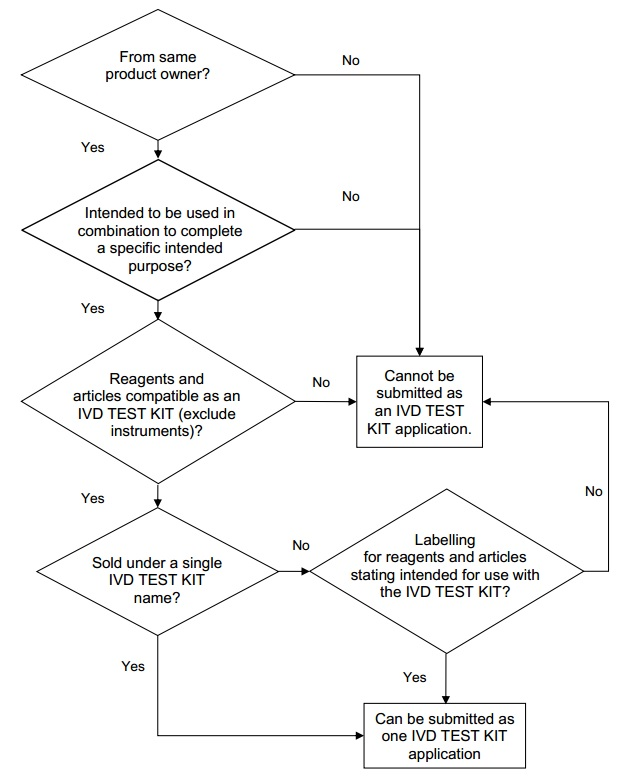 From same
product owner?
No
Yes
Intended to be used in
combination to complete
a specific intended
purpose?
No
Yes
Reagents and
articles compatible as an
IVD TEST KIT (exclude
instruments)?
No
Cannot be
submitted as
an IVD TEST
KIT application.
Yes
Sold under a single
IVD TEST KIT
name?
No
Labelling
for reagents and articles
stating intended for use with
the IVD TEST KIT?
No
Yes
Yes
Can be submitted as
one IVD TEST KIT
application